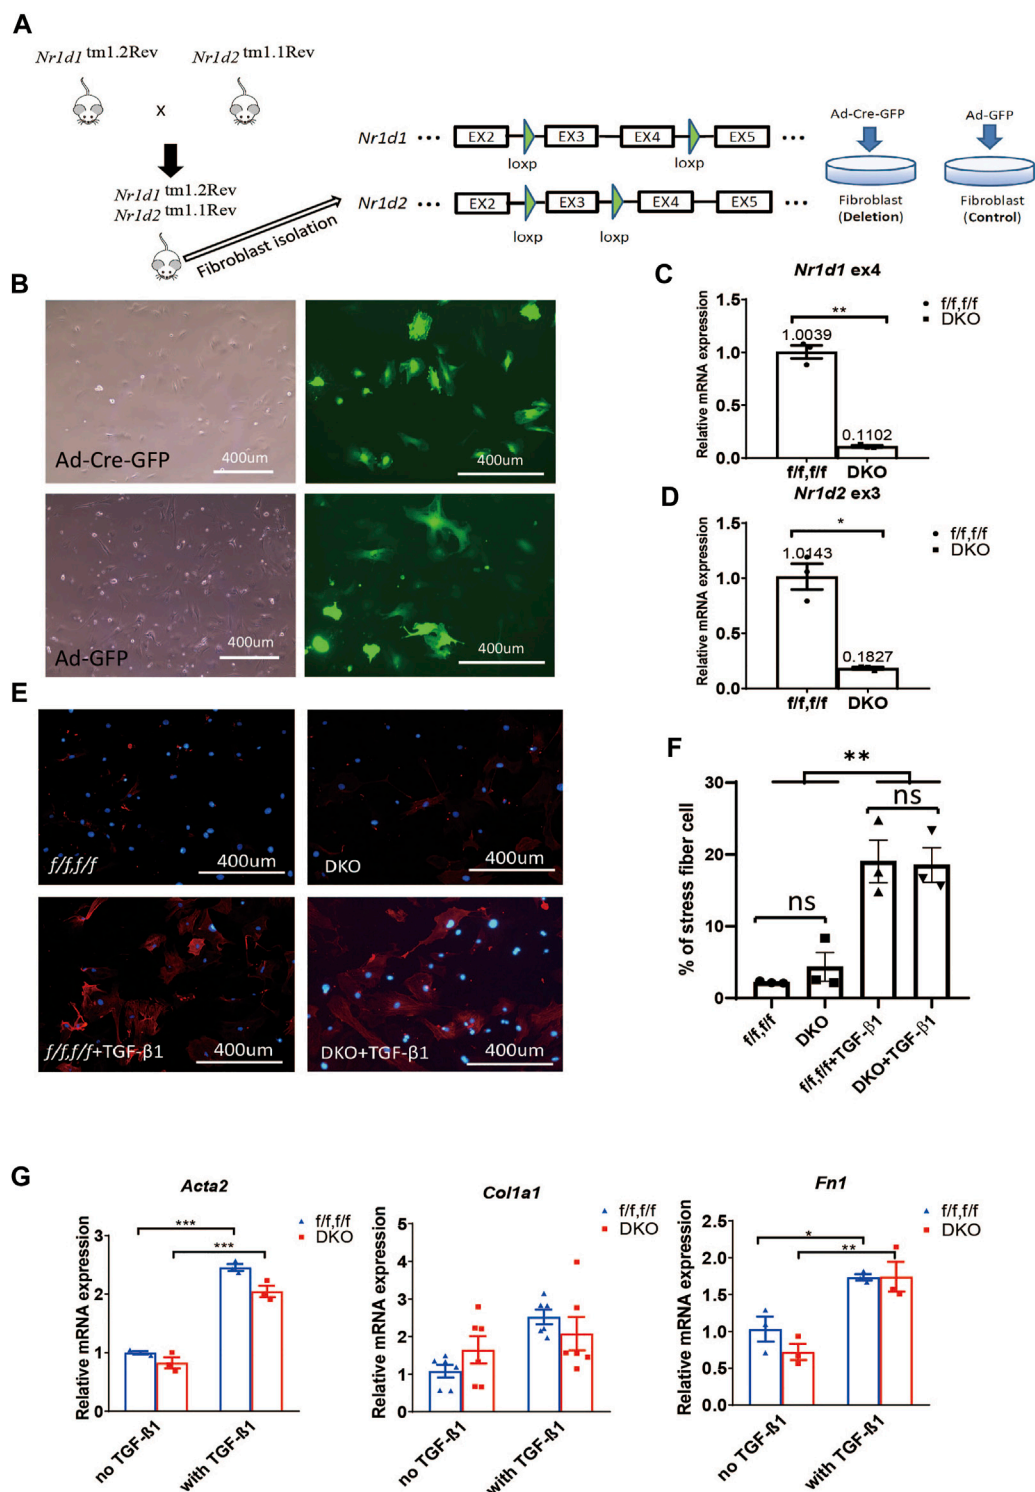 A
Nr1d1 tm1.2Rev
Nr1d2 tm1.1Rev
x
Nr1d1 tm1.2Rev
Nr1d2 tm1.1Rev
Fibroblast isolation
Nr1d1 ••• EX2 EX3 EX4 EX5 •••
loxp loxp
Nr1d2 ••• EX2 EX3 EX4 EX5 •••
loxp loxp
Ad-Cre-GFP
Fibroblast
(Deletion)
Ad-GFP
Fibroblast
(Control)
B
Ad-Cre-GFP
400um
400um
Ad-GFP
400um
400um
C
Nr1d1 ex4
Relative mRNA expression
1.5
1.0
0.5
0.0
**
1.0039
0.1102
f/f,f/f
DKO
f/f,f/f
DKO
D
Nr1d2 ex3
Relative mRNA expression
1.5
1.0
0.5
0.0
*
1.0143
0.1827
f/f,f/f
DKO
f/f,f/f
DKO
E
f/f,f/f
400um
DKO
400um
f/f,f/f+TGF-β1
400um
DKO+TGF-β1
400um
F
% of stress fiber cell
30
20
10
0
**
ns
ns
f/f,f/f
DKO
f/f,f/f+TGF-β1
DKO+TGF-β1
G
Acta2
Relative mRNA expression
3
2
1
0
***
***
f/f,f/f
DKO
no TGF-ß1
with TGF-ß1
Col1a1
Relative mRNA expression
5
4
3
2
1
0
f/f,f/f
DKO
no TGF-ß1
with TGF-ß1
Fn1
Relative mRNA expression
2.5
2.0
1.5
1.0
0.5
0.0
*
**
f/f,f/f
DKO
no TGF-ß1
with TGF-ß1